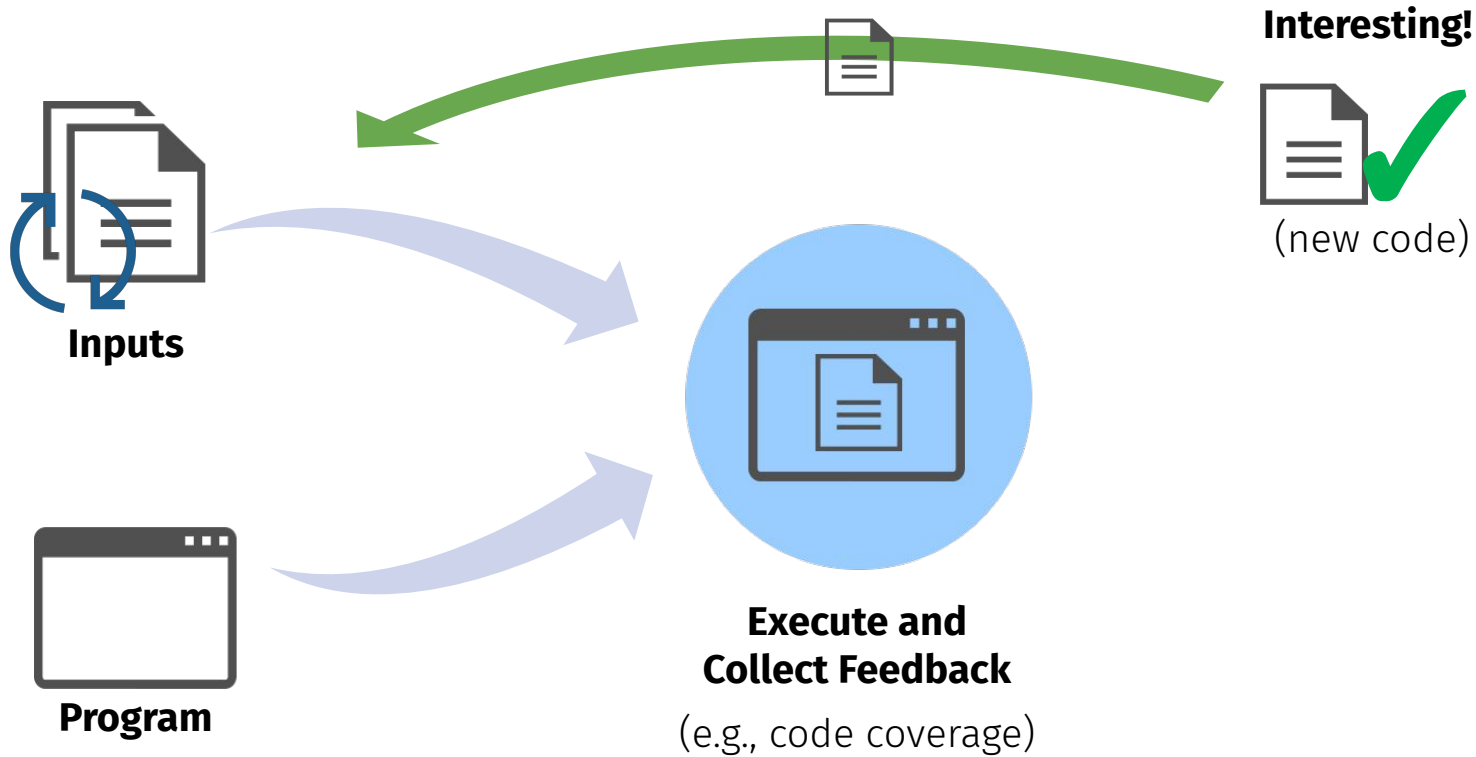 Interesting!
(new code)
Inputs
Execute and
Collect Feedback
(e.g., code coverage)
Program